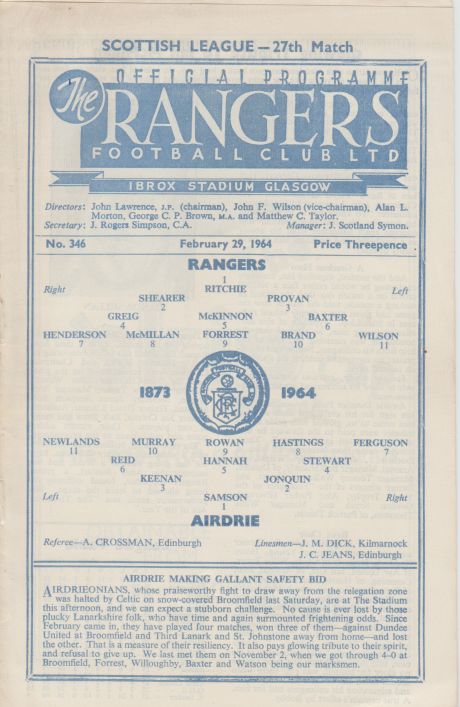 SCOTTISH LEAGUE — 27th Match
OFFICIAL PROGRAMME
The RANGERS
FOOTBALL CLUB LTD
IBROX STADIUM GLASGOW
Directors: John Lawrence, J.P. (chairman), John F. Wilson (vice-chairman), Alan L.
Morton, George C. P. Brown, M.A. and Matthew C. Taylor.
Secretary: J. Rogers Simpson, C.A. Manager: J. Scotland Symon.
No. 346 February 29, 1964 Price Threepence
RANGERS
1
Right RITCHIE Left
SHEARER PROVAN
2 3
GREIG McKINNON BAXTER
4 5 6
HENDERSON McMILLAN FORREST BRAND WILSON
7 8 9 10 11
1873 1964
NEWLANDS MURRAY ROWAN HASTINGS FERGUSON
11 10 9 8 7
REID HANNAH STEWART
6 5 4
KEENAN JONQUIN
3 2
Left SAMSON Right
1
AIRDRIE
Referee—A. CROSSMAN, Edinburgh Linesmen—J. M. DICK, Kilmarnock
J. C. JEANS, Edinburgh
AIRDRIE MAKING GALLANT SAFETY BID
AIRDRIEONIANS, whose praiseworthy fight to draw away from the relegation zone
was halted by Celtic on snow-covered Broomfield last Saturday, are at The Stadium
this afternoon, and we can expect a stubborn challenge. No cause is ever lost by those
plucky Lanarkshire folk, who have time and again surmounted frightening odds. Since
February came in, they have played four matches, won three of them—against Dundee
United at Broomfield and Third Lanark and St. Johnstone away from home—and lost
the other. That is a measure of their resiliency. It also pays glowing tribute to their spirit,
and refusal to give up. We last met them on November 2, when we got through 4–0 at
Broomfield, Forrest, Willoughby, Baxter and Watson being our marksmen.